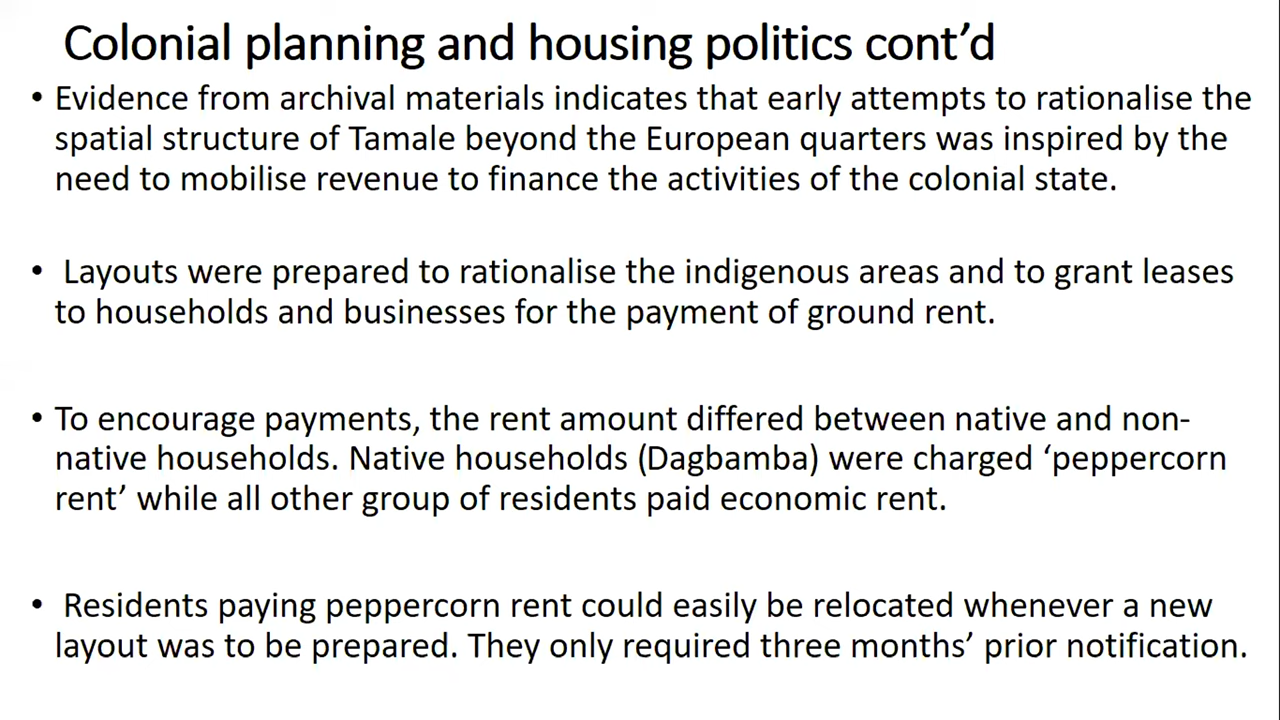 Colonial planning and housing politics cont’d
• Evidence from archival materials indicates that early attempts to rationalise the
spatial structure of Tamale beyond the European quarters was inspired by the
need to mobilise revenue to finance the activities of the colonial state.
• Layouts were prepared to rationalise the indigenous areas and to grant leases
to households and businesses for the payment of ground rent.
• To encourage payments, the rent amount differed between native and non-
native households. Native households (Dagbamba) were charged ‘peppercorn
rent’ while all other group of residents paid economic rent.
• Residents paying peppercorn rent could easily be relocated whenever a new
layout was to be prepared. They only required three months’ prior notification.